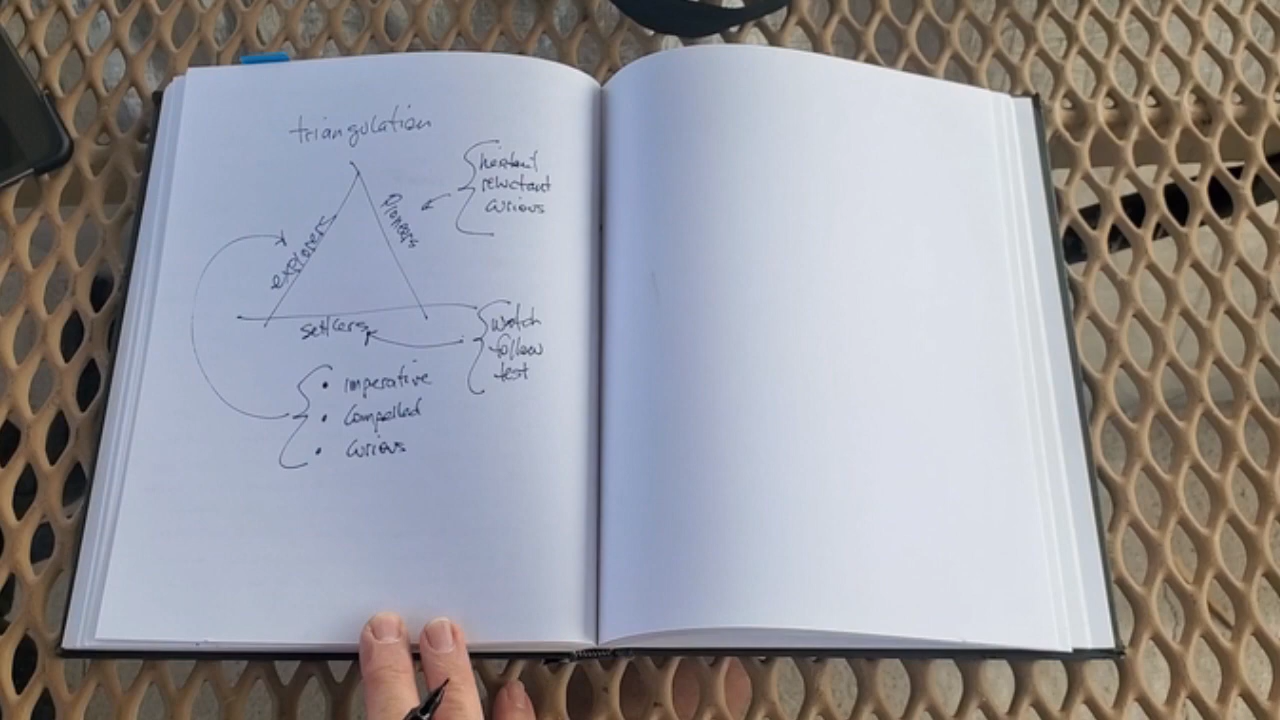 triangulation
hesitant
reluctant
curious
Pioneers
explorers
settlers
watch
follow
test
• imperative
• compelled
• curious